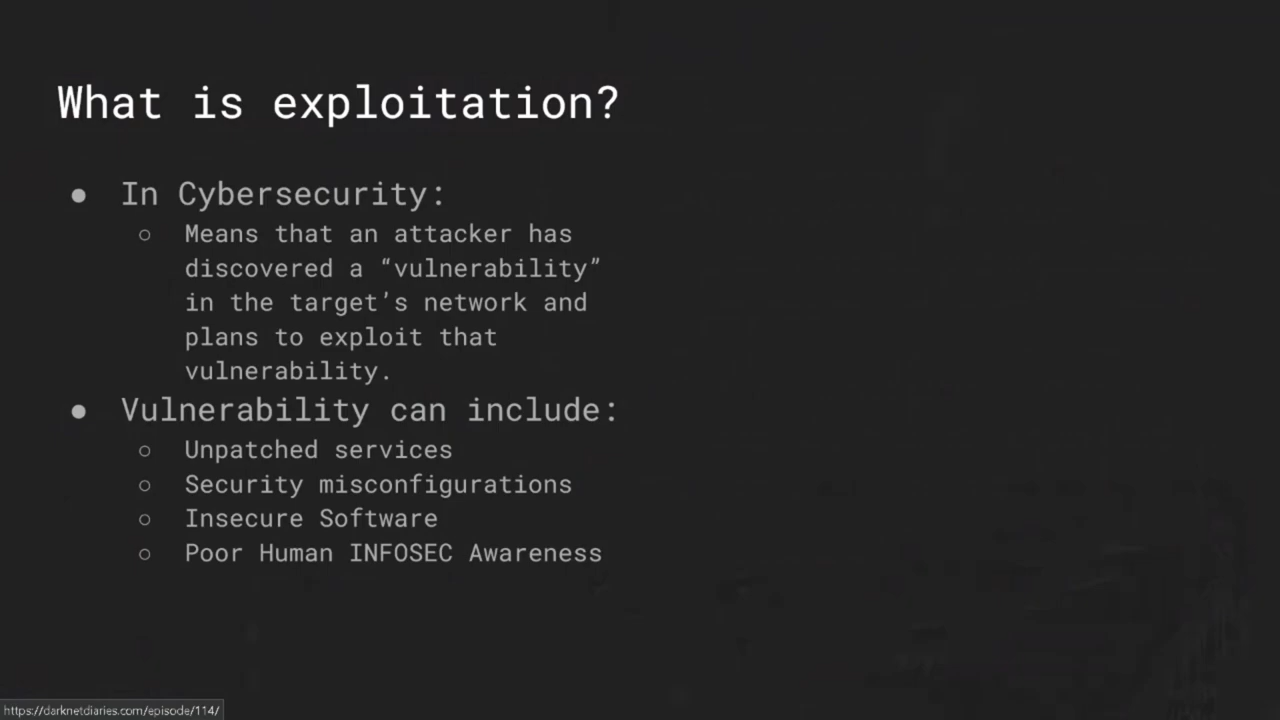 What is exploitation?
● In Cybersecurity:
○ Means that an attacker has
discovered a “vulnerability”
in the target’s network and
plans to exploit that
vulnerability.
● Vulnerability can include:
○ Unpatched services
○ Security misconfigurations
○ Insecure Software
○ Poor Human INFOSEC Awareness
https://darknetdiaries.com/episode/114/